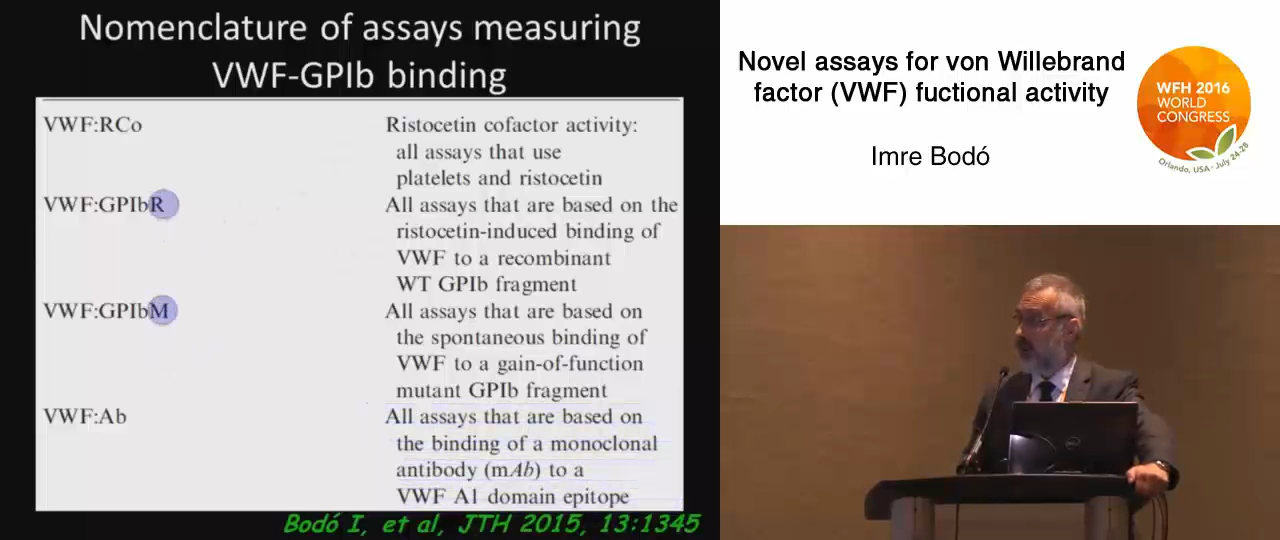 Nomenclature of assays measuring
VWF-GPIb binding
VWF:RCo
Ristocetin cofactor activity:
all assays that use
platelets and ristocetin
VWF:GPIbR
All assays that are based on the
ristocetin-induced binding of
VWF to a recombinant
WT GPIb fragment
VWF:GPIbM
All assays that are based on
the spontaneous binding of
VWF to a gain-of-function
mutant GPIb fragment
VWF:Ab
All assays that are based on
the binding of a monoclonal
antibody (mAb) to a
VWF A1 domain epitope
Bodó I, et al, JTH 2015, 13:1345
Novel assays for von Willebrand
factor (VWF) fuctional activity
Imre Bodó
WFH 2016
WORLD
CONGRESS
Orlando, USA · July 24-28
DELL